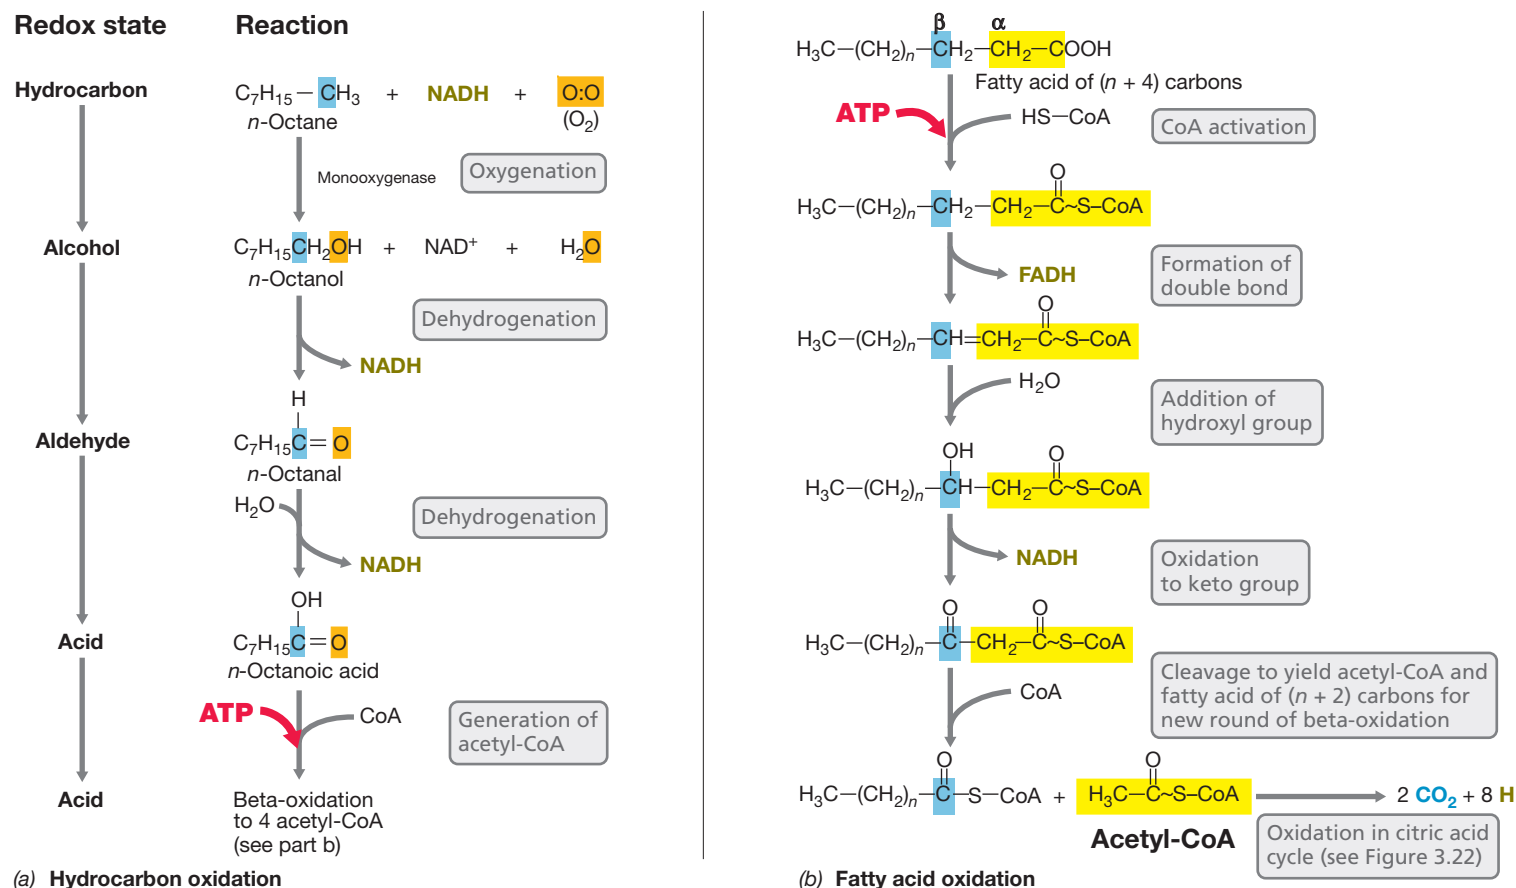 Redox state
Reaction
Hydrocarbon
C7H15—CH3 + NADH + O:O
n-Octane
(O2)
Monooxygenase
Oxygenation
Alcohol
C7H15CH2OH + NAD+ + H2O
n-Octanol
Dehydrogenation
NADH
H
Aldehyde
C7H15C=O
n-Octanal
H2O
Dehydrogenation
NADH
OH
Acid
C7H15C=O
n-Octanoic acid
ATP
CoA
Generation of
acetyl-CoA
Acid
Beta-oxidation
to 4 acetyl-CoA
(see part b)
(a) Hydrocarbon oxidation
β α
H3C—(CH2)n—CH2—CH2—COOH
Fatty acid of (n + 4) carbons
ATP
HS—CoA
CoA activation
O
H3C—(CH2)n—CH2—CH2—C~S—CoA
FADH
Formation of
double bond
O
H3C—(CH2)n—CH=CH2—C~S—CoA
H2O
Addition of
hydroxyl group
OH O
H3C—(CH2)n—CH—CH2—C~S—CoA
NADH
Oxidation
to keto group
O O
H3C—(CH2)n—C—CH2—C~S—CoA
CoA
Cleavage to yield acetyl-CoA and
fatty acid of (n + 2) carbons for
new round of beta-oxidation
O O
H3C—(CH2)n—C—S—CoA + H3C—C~S—CoA 2 CO2 + 8 H
Acetyl-CoA
Oxidation in citric acid
cycle (see Figure 3.22)
(b) Fatty acid oxidation